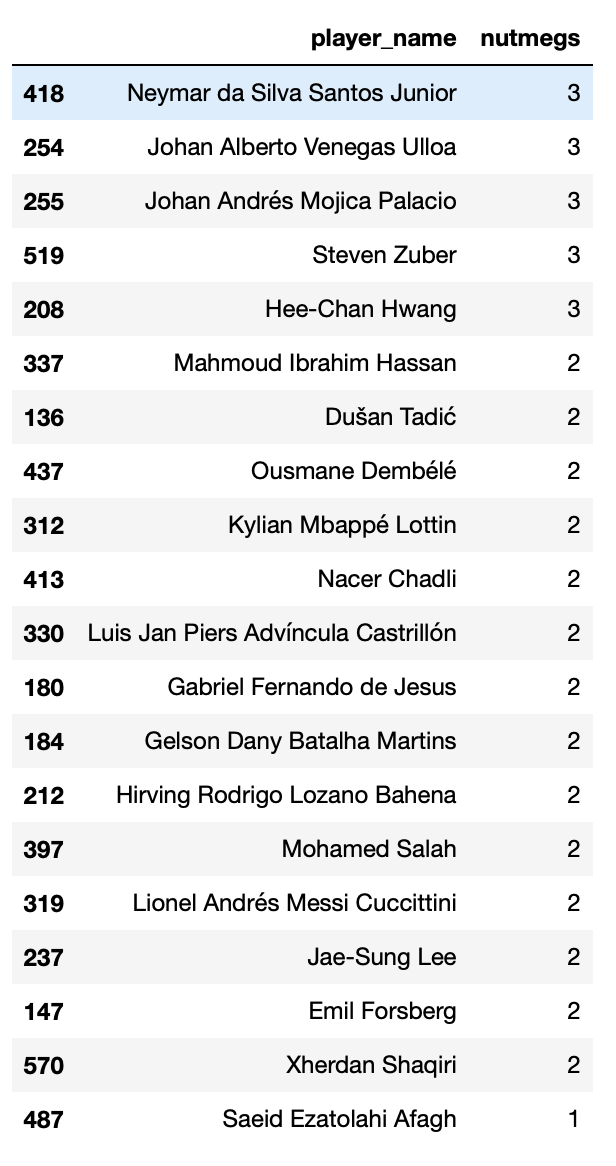 player_name nutmegs
418 Neymar da Silva Santos Junior 3
254 Johan Alberto Venegas Ulloa 3
255 Johan Andrés Mojica Palacio 3
519 Steven Zuber 3
208 Hee-Chan Hwang 3
337 Mahmoud Ibrahim Hassan 2
136 Dušan Tadić 2
437 Ousmane Dembélé 2
312 Kylian Mbappé Lottin 2
413 Nacer Chadli 2
330 Luis Jan Piers Advíncula Castrillón 2
180 Gabriel Fernando de Jesus 2
184 Gelson Dany Batalha Martins 2
212 Hirving Rodrigo Lozano Bahena 2
397 Mohamed Salah 2
319 Lionel Andrés Messi Cuccittini 2
237 Jae-Sung Lee 2
147 Emil Forsberg 2
570 Xherdan Shaqiri 2
487 Saeid Ezatolahi Afagh 1